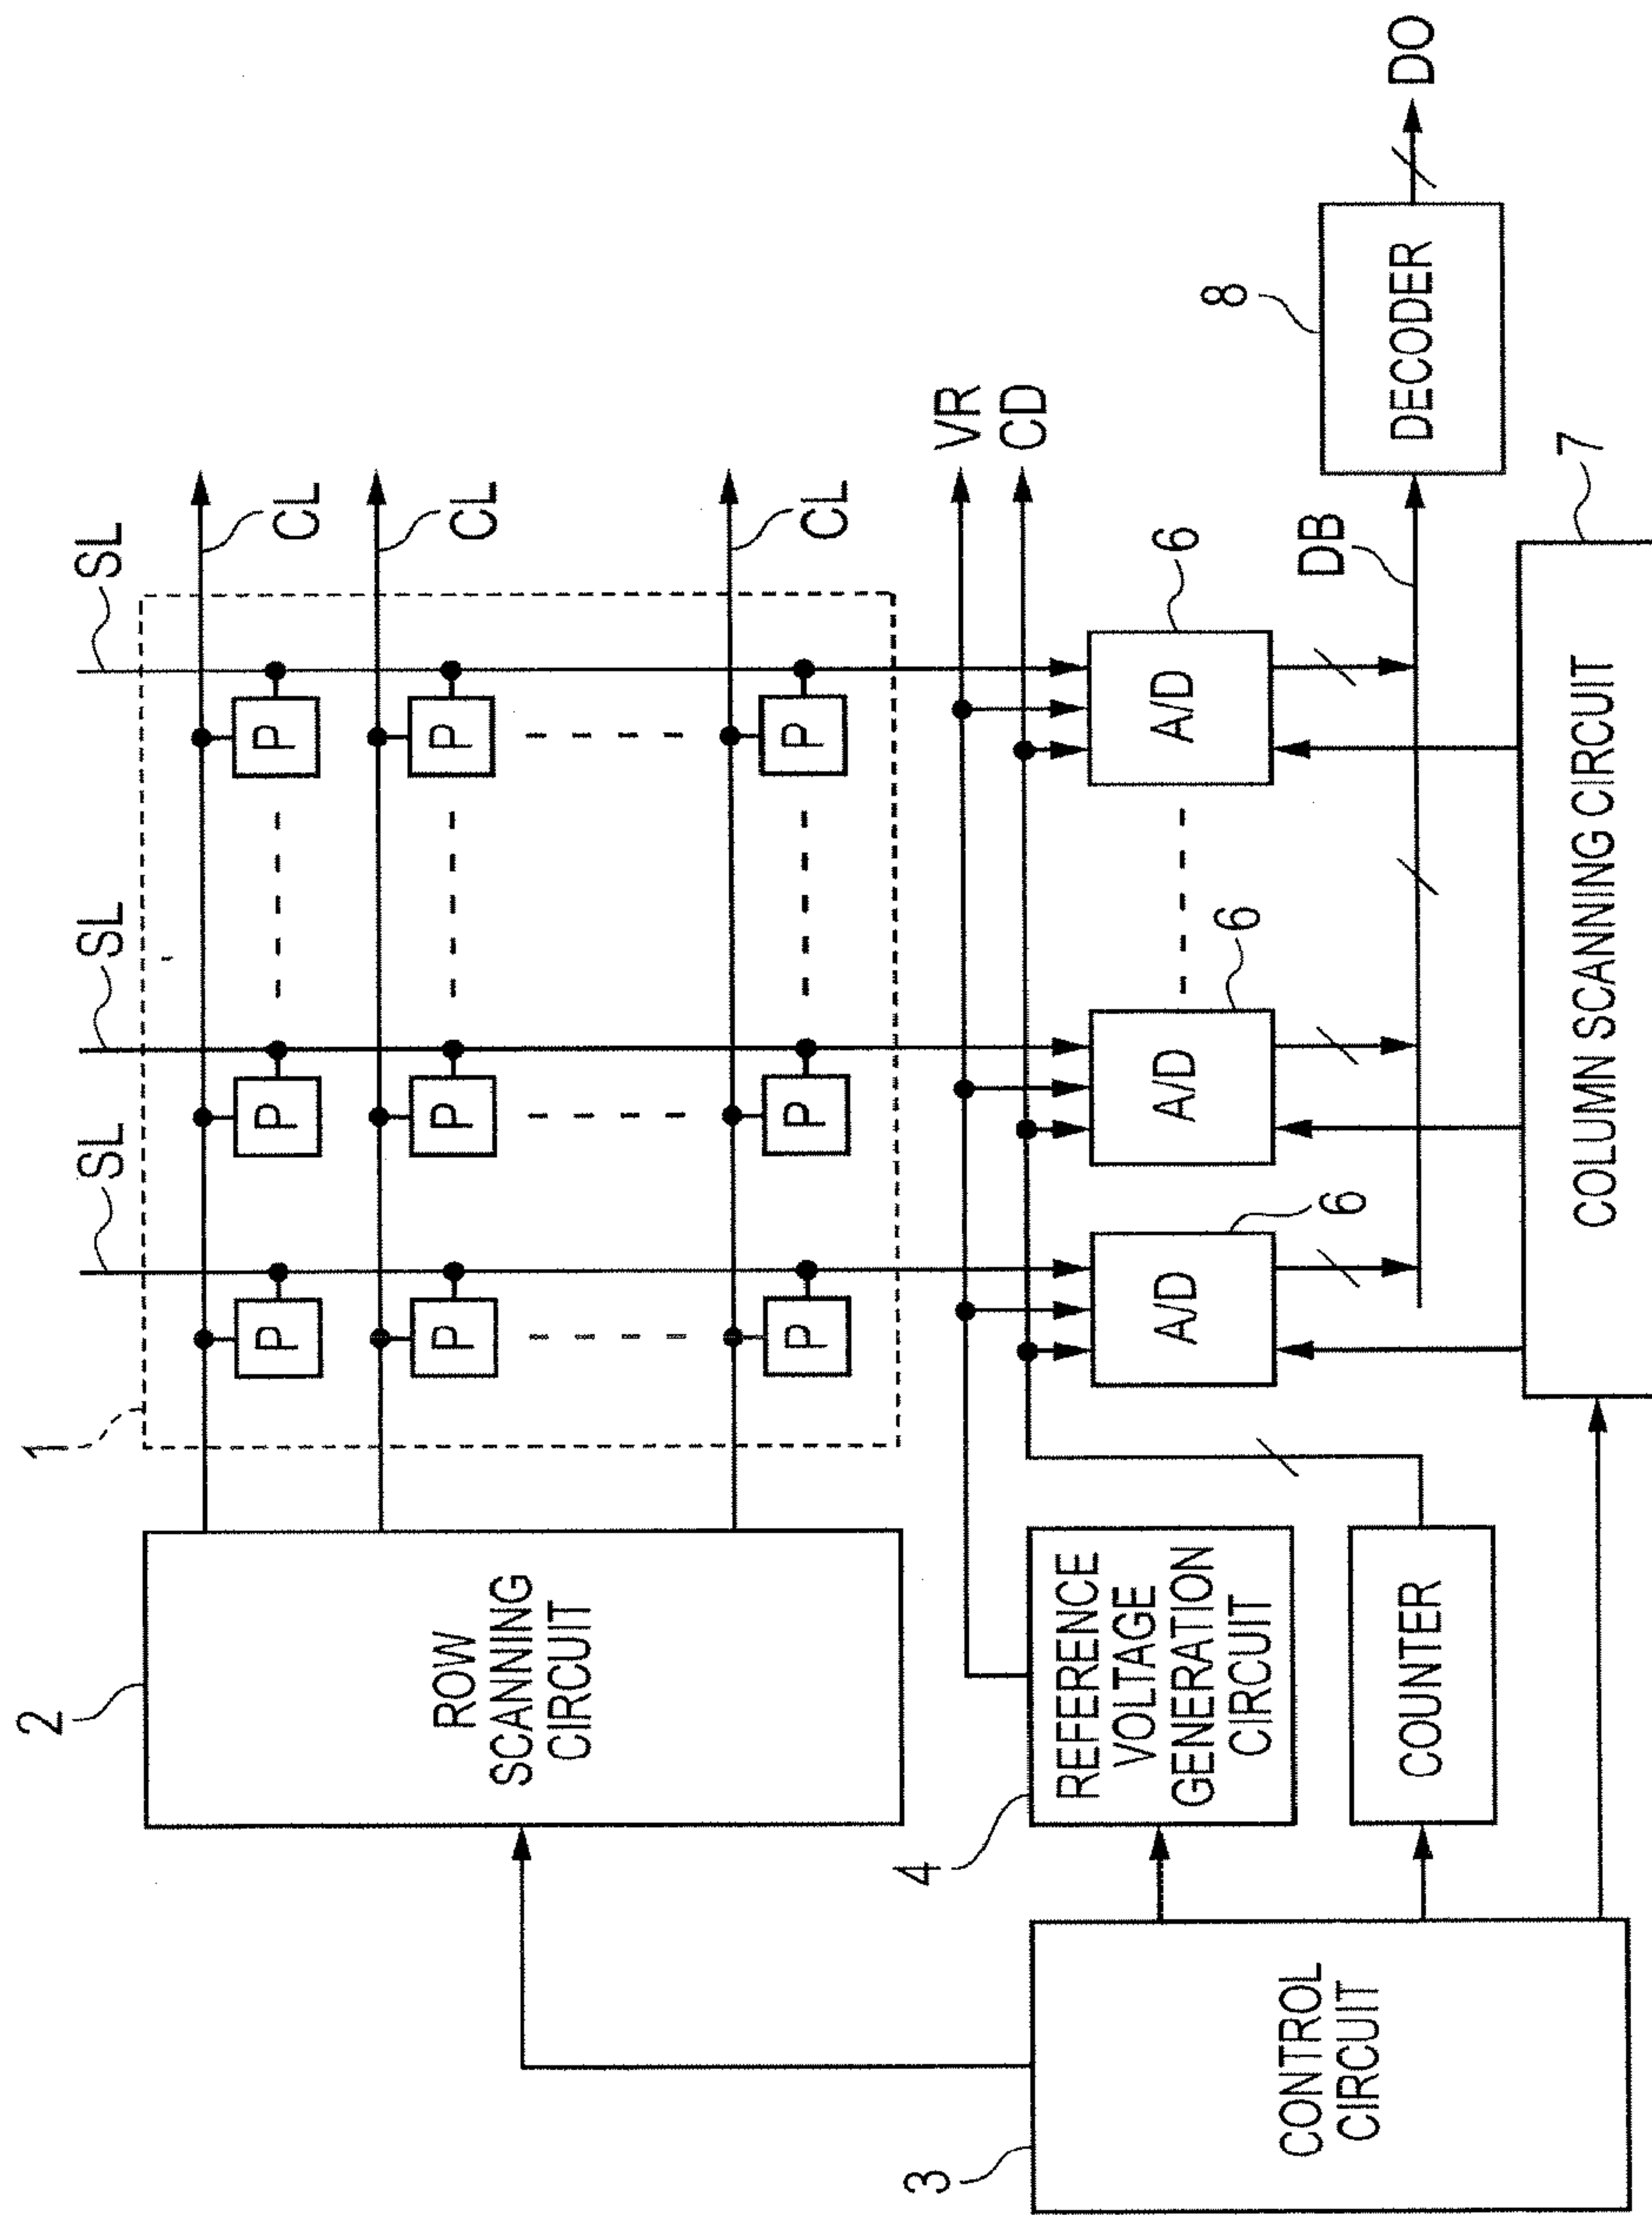 SL
SL
SL
1
2
CL
P
P
P
CL
P
P
P
CL
P
P
P
ROW
SCANNING
CIRCUIT
VR
CD
4
REFERENCE
VOLTAGE
GENERATION
CIRCUIT
3
CONTROL
CIRCUIT
COUNTER
A/D
6
A/D
6
A/D
6
DB
8
DECODER
DO
7
COLUMN SCANNING CIRCUIT